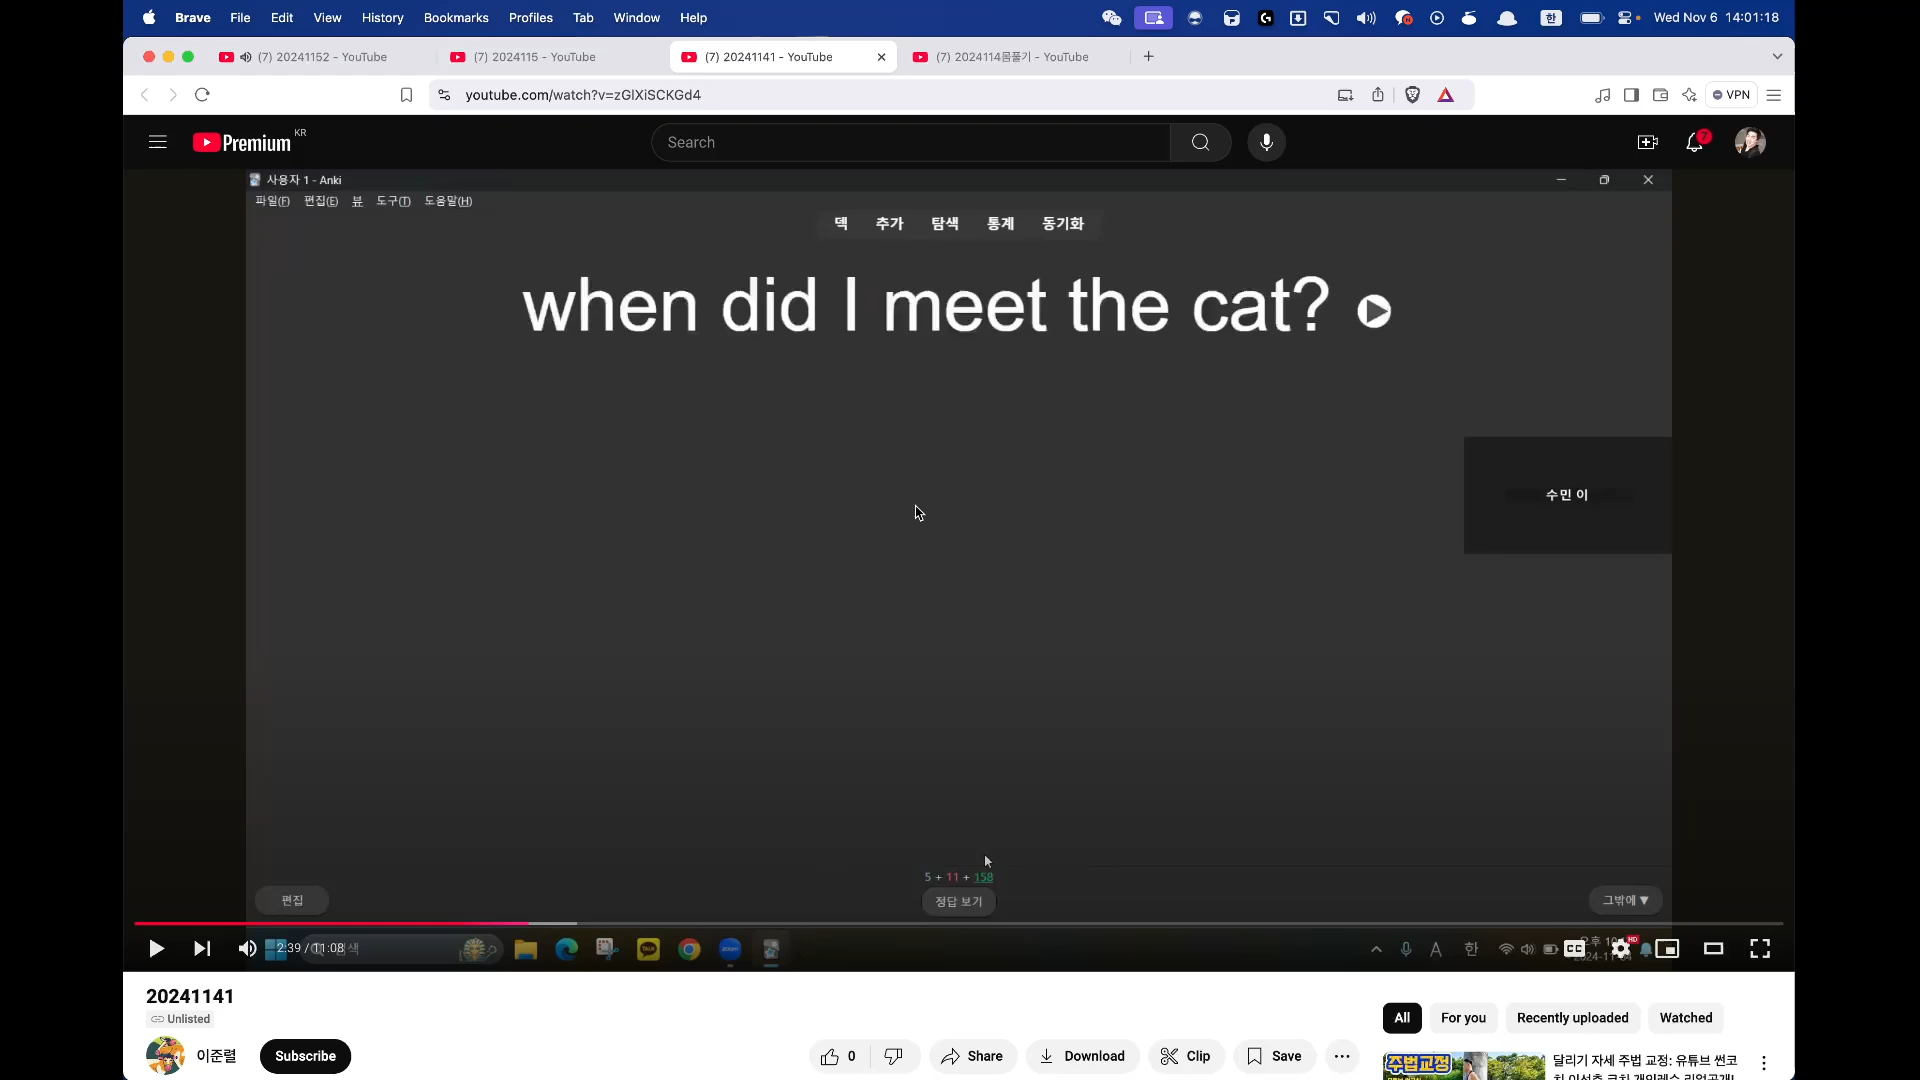 Brave File Edit View History Bookmarks Profiles Tab Window Help 한 Wed Nov 6 14:01:18
(7) 20241152 - YouTube (7) 2024115 - YouTube (7) 20241141 - YouTube (7) 2024114몸풀기 - YouTube
youtube.com/watch?v=zGlXiSCKGd4 VPN
Premium KR Search 7
사용자 1 - Anki
파일(F) 편집(E) 뷰 도구(T) 도움말(H)
덱 추가 탐색 통계 동기화
when did I meet the cat?
수민 이
5 + 11 + 158
편집 정답 보기 그밖에 ▼
2:39 / 11:08 A 한 CC HD
20241141
Unlisted
All For you Recently uploaded Watched
이준렬 Subscribe 0 Share Download Clip Save
주법교정 달리기 자세 주법 교정: 유튜브 썬코